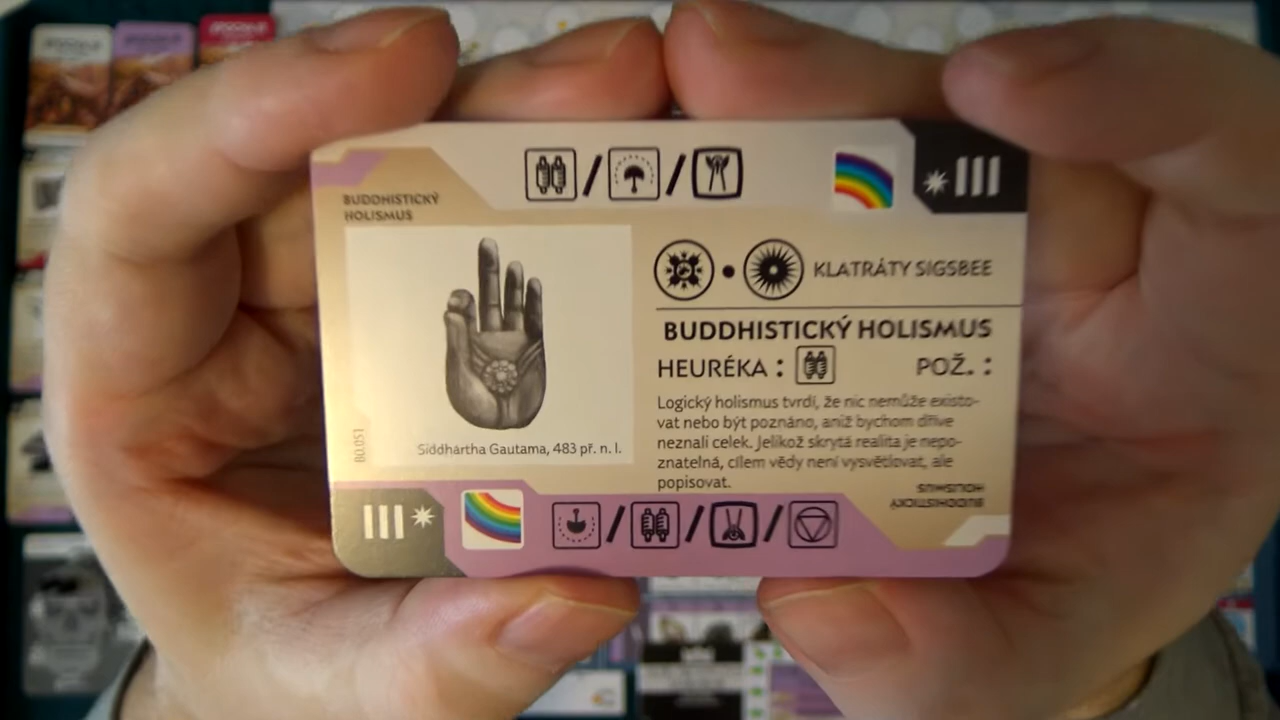 BUDDHISTICKÝ
HOLISMUS
III
KLATRÁTY SIGSBEE
BUDDHISTICKÝ HOLISMUS
HEURÉKA : POŽ. :
Logický holismus tvrdí, že nic nemůže existo-
vat nebo být poznáno, aniž bychom dříve
neznali celek. Jelikož skrytá realita je nepo-
znatelná, cílem vědy není vysvětlovat, ale
popisovat.
Siddhártha Gautama, 483 př. n. l.
BUDDHISTICKÝ
HOLISMUS
III